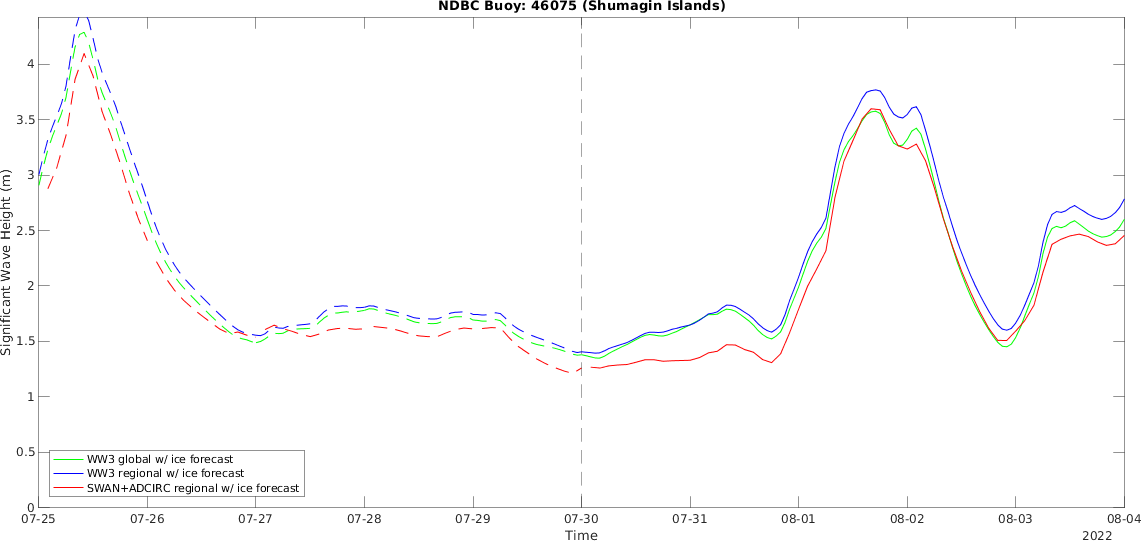 NDBC Buoy: 46075 (Shumagin Islands)
Significant Wave Height (m)
4
3.5
3
2.5
2
1.5
1
0.5
0
WW3 global w/ ice forecast
WW3 regional w/ ice forecast
SWAN+ADCIRC regional w/ ice forecast
07-25 07-26 07-27 07-28 07-29 07-30 07-31 08-01 08-02 08-03 08-04
Time
2022